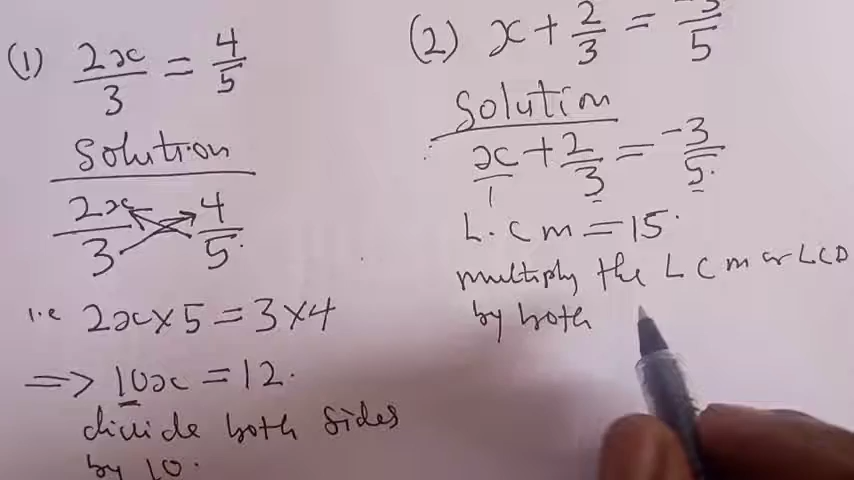 (1) 2x/3 = 4/5
Solution
2x/3 4/5
i.e 2x×5 = 3×4
=> 10x = 12.
divide both sides
by 10.
(2) x + 2/3 = -3/5
Solution
x/1 + 2/3 = -3/5.
L.C.M = 15.
multiply the LCM or LCD
by both